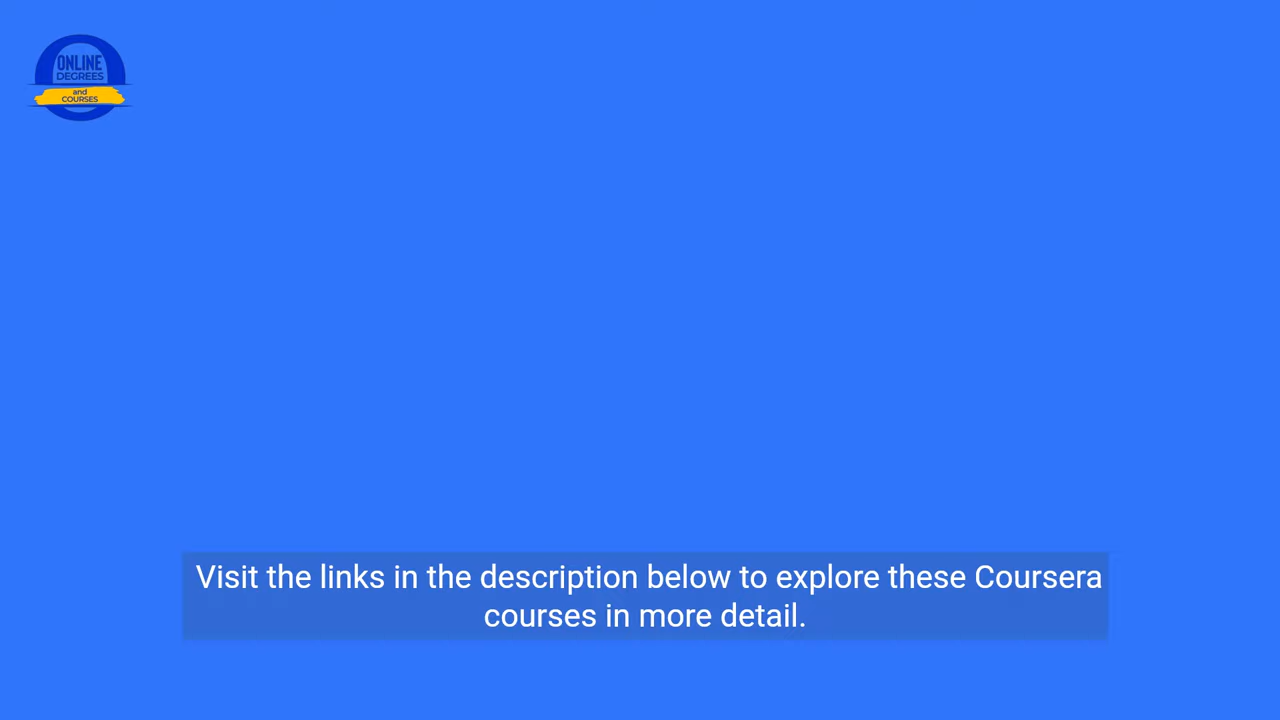 ONLINE
DEGREES
and
COURSES
Visit the links in the description below to explore these Coursera
courses in more detail.